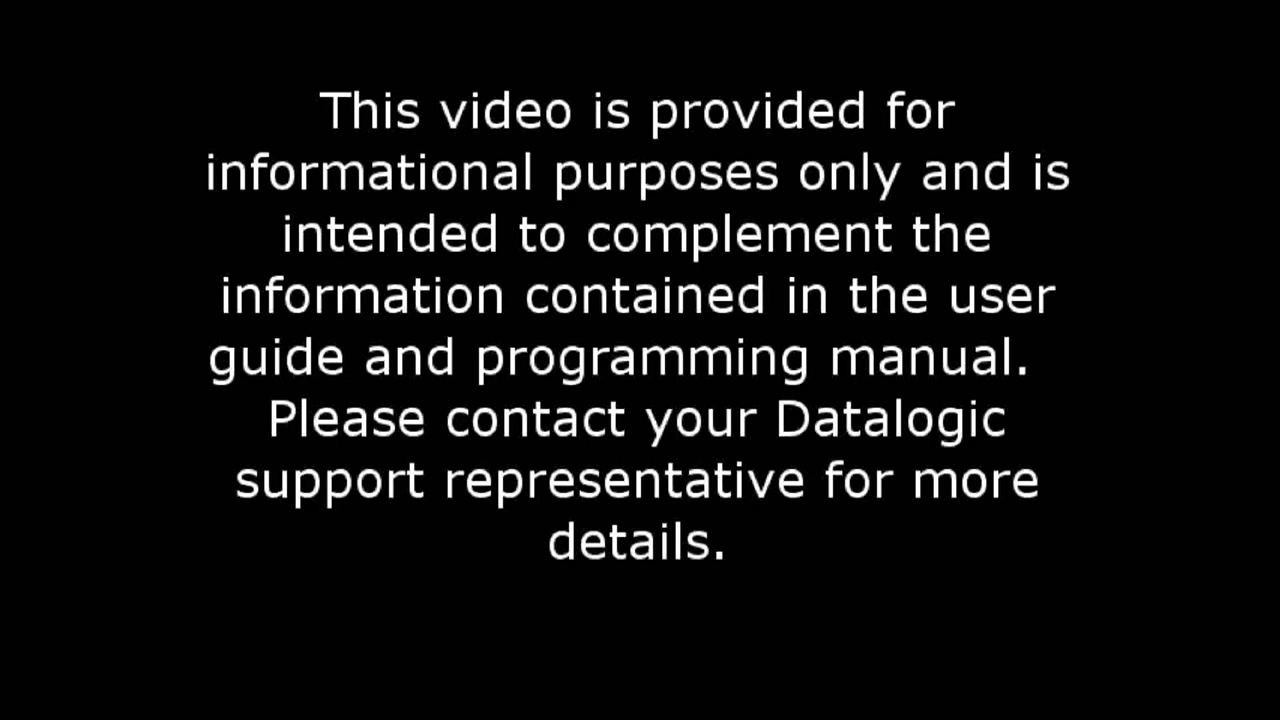 This video is provided for
informational purposes only and is
intended to complement the
information contained in the user
guide and programming manual.
Please contact your Datalogic
support representative for more
details.